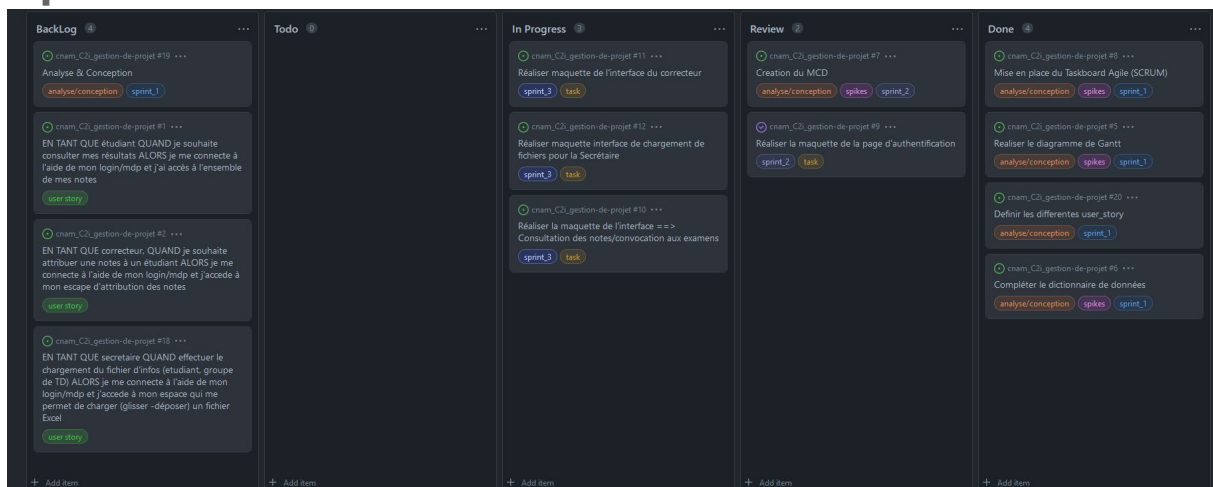 BackLog 4 ...
cnam_C2i_gestion-de-projet #19 ...
Analyse & Conception
analyse/conception sprint_1
cnam_C2i_gestion-de-projet #1 ...
EN TANT QUE étudiant QUAND je souhaite
consulter mes résultats ALORS je me connecte à
l'aide de mon login/mdp et j'ai accès à l'ensemble
de mes notes
user story
cnam_C2i_gestion-de-projet #2 ...
EN TANT QUE correcteur, QUAND je souhaite
attribuer une notes à un étudiant ALORS je me
connecte à l'aide de mon login/mdp et j'accede à
mon escape d'attribution des notes
user story
cnam_C2i_gestion-de-projet #18 ...
EN TANT QUE secretaire QUAND effectuer le
chargement du fichier d'infos (etudiant, groupe
de TD) ALORS je me connecte à l'aide de mon
login/mdp et j'accede à mon espace qui me
permet de charger (glisser -déposer) un fichier
Excel
user story
+ Add item
Todo 0 ...
+ Add item
In Progress 3 ...
cnam_C2i_gestion-de-projet #11 ...
Réaliser maquette de l'interface du correcteur
sprint_3 task
cnam_C2i_gestion-de-projet #12 ...
Réaliser maquette interface de chargement de
fichiers pour la Secrétaire
sprint_3 task
cnam_C2i_gestion-de-projet #10 ...
Réaliser la maquette de l'interface ==>
Consultation des notes/convocation aux examens
sprint_3 task
+ Add item
Review 2 ...
cnam_C2i_gestion-de-projet #7 ...
Creation du MCD
analyse/conception spikes sprint_2
cnam_C2i_gestion-de-projet #9 ...
Réaliser la maquette de la page d'authentification
sprint_2 task
+ Add item
Done 4 ...
cnam_C2i_gestion-de-projet #8 ...
Mise en place du Taskboard Agile (SCRUM)
analyse/conception spikes sprint_1
cnam_C2i_gestion-de-projet #5 ...
Realiser le diagramme de Gantt
analyse/conception spikes sprint_1
cnam_C2i_gestion-de-projet #20 ...
Definir les differentes user_story
analyse/conception sprint_1
cnam_C2i_gestion-de-projet #6 ...
Compléter le dictionnaire de données
analyse/conception spikes sprint_1
+ Add item